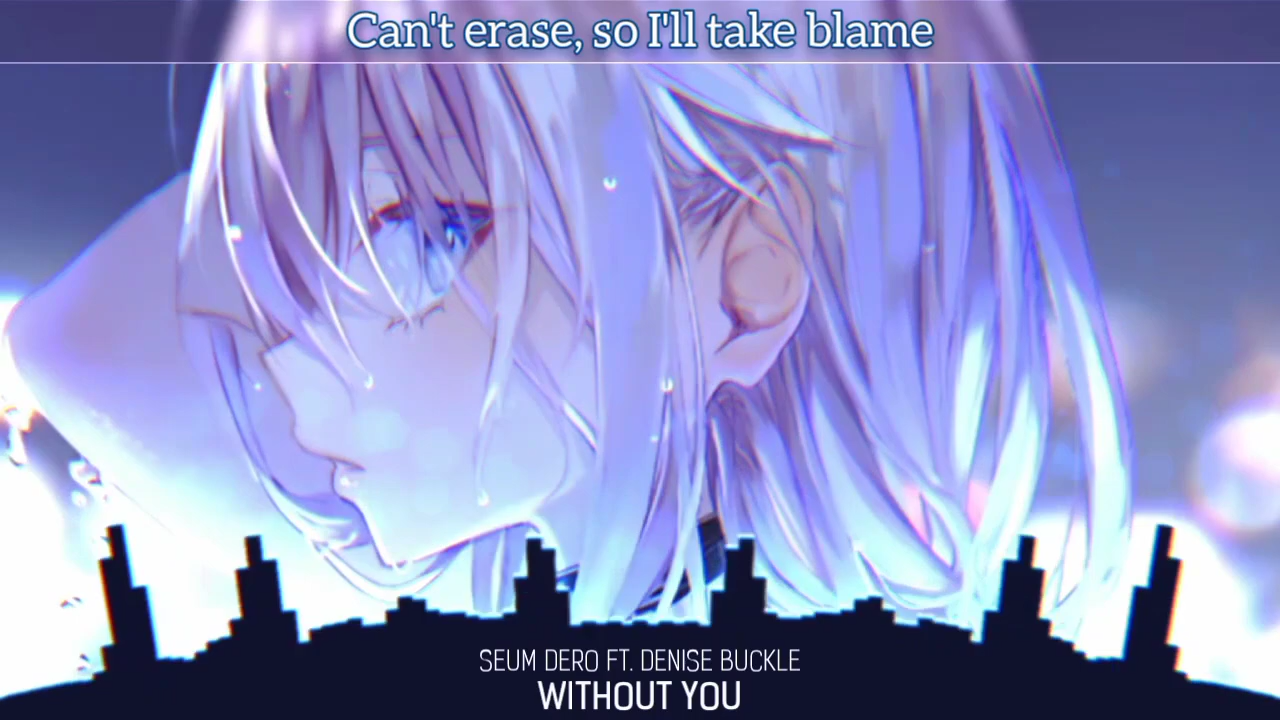 Can't erase, so I'll take blame
SEUM DERO FT. DENISE BUCKLE
WITHOUT YOU